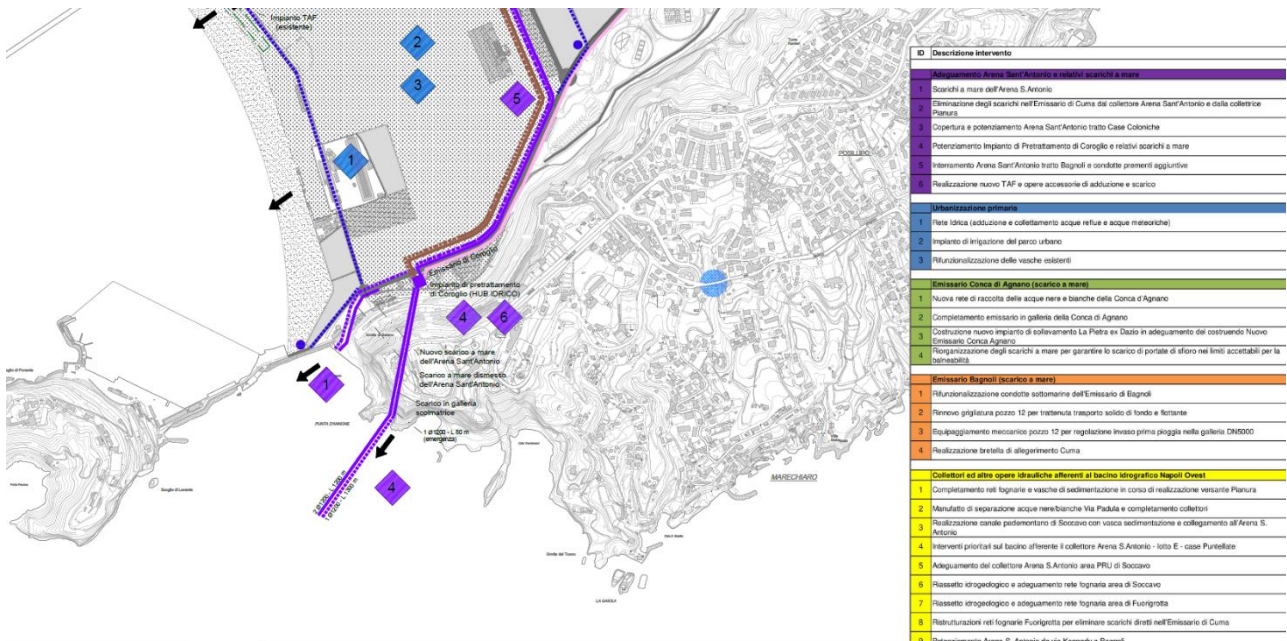 Impianto TAF
(esistente)
2
3
5
1
POSILLIPO
Emissario di Coroglio
Impianto di pretrattamento
di Coroglio (HUB IDRICO)
4
6
Nuovo scarico a mare
dell'Arena Sant'Antonio
1
Scarico a mare dismesso
dell'Arena Sant'Antonio
Scarico in galleria
scolmatrice
1 Ø1200 - L 50 m
(emergenza)
4
MARECHIARO
LA GAIOLA
ID Descrizione intervento
Adeguamento Arena Sant'Antonio e relativi scarichi a mare
1 Scarichi a mare dell'Arena S.Antonio
2 Eliminazione degli scarichi nell'Emissario di Cuma dal collettore Arena Sant'Antonio e dalla collettrice
Pianura
3 Copertura e potenziamento Arena Sant'Antonio tratto Case Coloniche
4 Potenziamento Impianto di Pretrattamento di Coroglio e relativi scarichi a mare
5 Interramento Arena Sant'Antonio tratto Bagnoli e condotte prementi aggiuntive
6 Realizzazione nuovo TAF e opere accessorie di adduzione e scarico
Urbanizzazione primaria
1 Rete Idrica (adduzione e collettamento acque reflue e acque meteoriche)
2 Impianto di irrigazione del parco urbano
3 Rifunzionalizzazione delle vasche esistenti
Emissario Conca di Agnano (scarico a mare)
1 Nuova rete di raccolta delle acque nere e bianche della Conca d'Agnano
2 Completamento emissario in galleria della Conca di Agnano
3 Costruzione nuovo impianto di sollevamento La Pietra ex Dazio in adeguamento del costruendo Nuovo
Emissario Conca Agnano
4 Riorganizzazione degli scarichi a mare per garantire lo scarico di portate di sfioro nei limiti accettabili per la
balneabilità
Emissario Bagnoli (scarico a mare)
1 Rifunzionalizzazione condotte sottomarine dell'Emissario di Bagnoli
2 Rinnovo grigliatura pozzo 12 per trattenuta trasporto solido di fondo e flottante
3 Equipaggiamento meccanico pozzo 12 per regolazione invaso prima pioggia nella galleria DN5000
4 Realizzazione bretella di allegerimento Cuma
Collettori ed altre opere idrauliche afferenti al bacino idrografico Napoli Ovest
1 Completamento reti fognarie e vasche di sedimentazione in corso di realizzazione versante Pianura
2 Manufatto di separazione acque nere/bianche Via Padula e completamento collettori
3 Realizzazione canale pedemontano di Soccavo con vasca sedimentazione e collegamento all'Arena S.
Antonio
4 Interventi prioritari sul bacino afferente il collettore Arena S.Antonio - lotto E - case Puntellate
5 Adeguamento del collettore Arena S.Antonio area PRU di Soccavo
6 Riassetto idrogeologico e adeguamento rete fognaria area di Soccavo
7 Riassetto idrogeologico e adeguamento rete fognaria area di Fuorigrotta
8 Ristrutturazioni reti fognarie Fuorigrotta per eliminare scarichi diretti nell'Emissario di Cuma